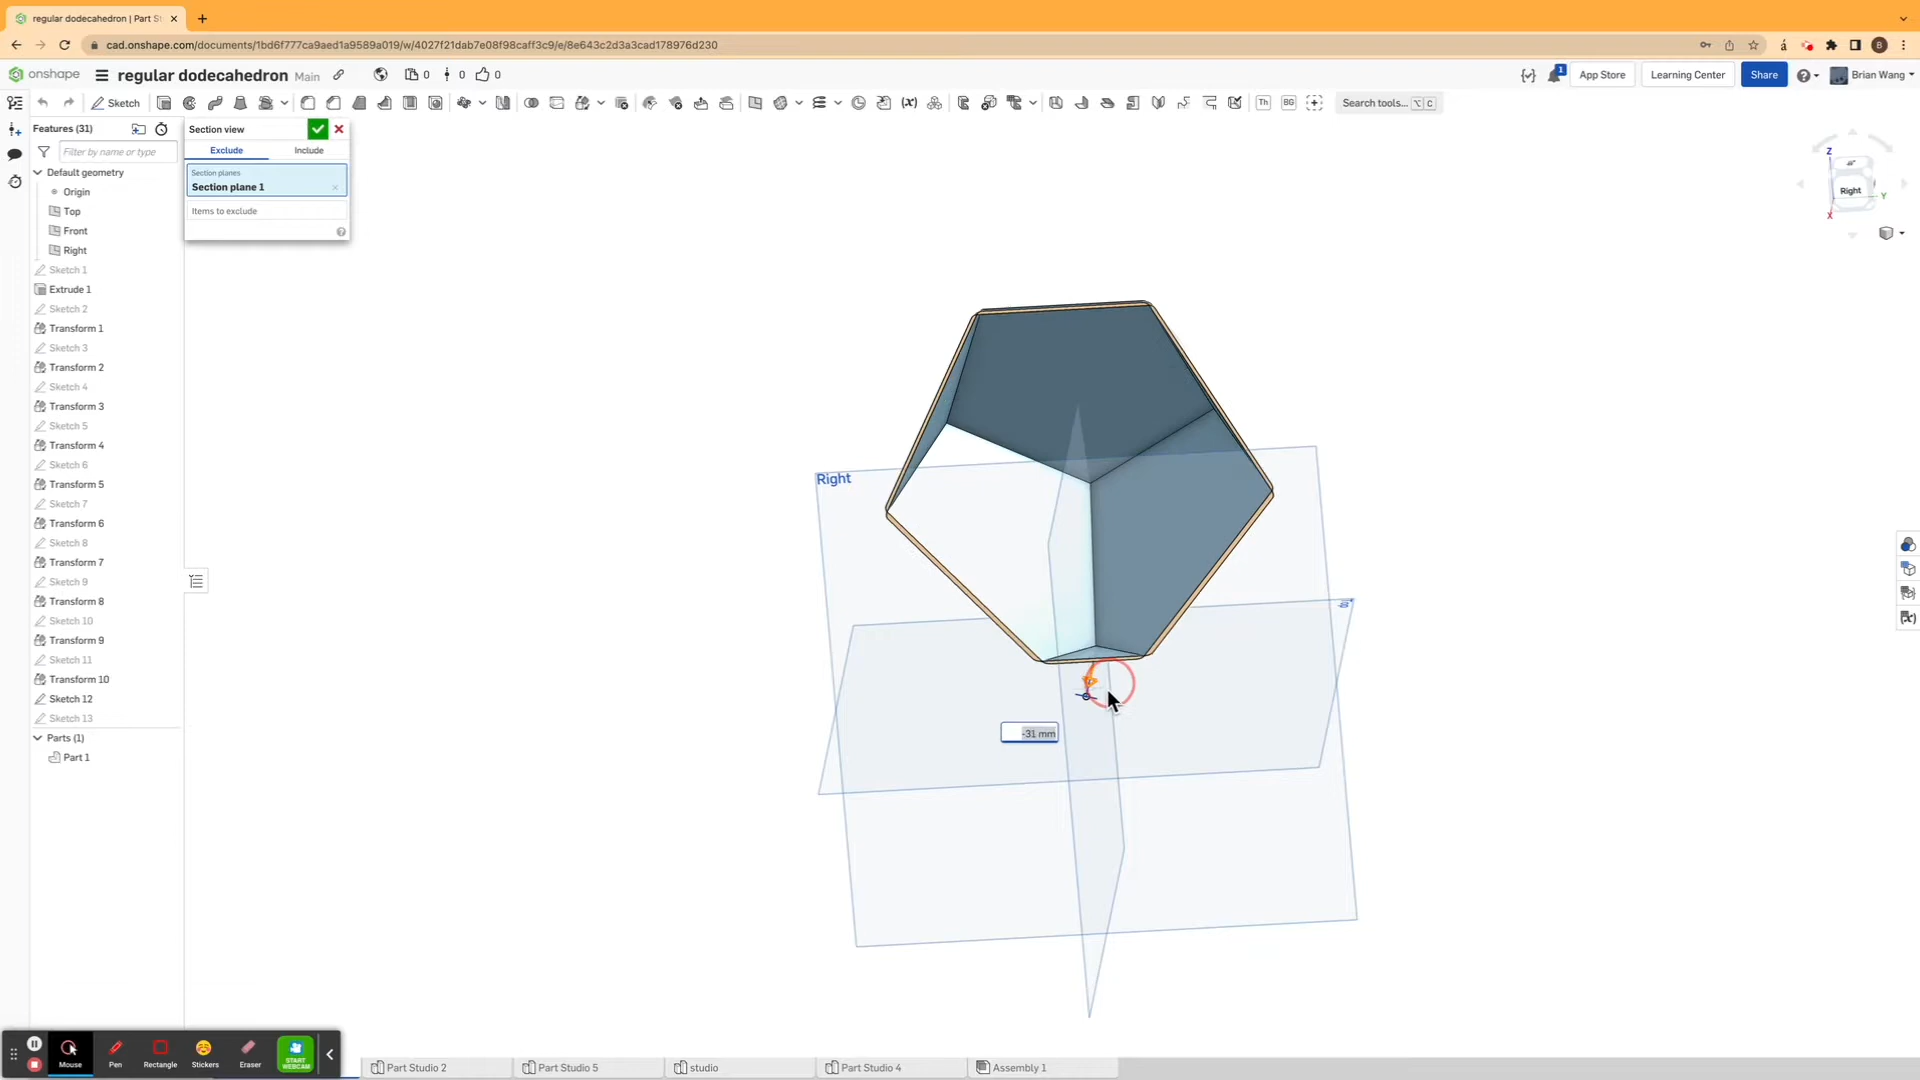 regular dodecahedron | Part St
cad.onshape.com/documents/1bd6f777ca9aed1a9589a019/w/4027f21dab7e08f98caff3c9/e/8e643c2d3a3cad178976d230
á
B
onshape
regular dodecahedron Main
0
0
0
1
App Store
Learning Center
Share
Brian Wang
Sketch
(x)
Th
BG
Search tools... ⌥ C
Features (31)
Filter by name or type
Default geometry
Origin
Top
Front
Right
Sketch 1
Extrude 1
Sketch 2
Transform 1
Sketch 3
Transform 2
Sketch 4
Transform 3
Sketch 5
Transform 4
Sketch 6
Transform 5
Sketch 7
Transform 6
Sketch 8
Transform 7
Sketch 9
Transform 8
Sketch 10
Transform 9
Sketch 11
Transform 10
Sketch 12
Sketch 13
Parts (1)
Part 1
Section view
Exclude
Include
Section planes
Section plane 1
Items to exclude
Z
Right
Y
X
Right
-31 mm
Mouse
Pen
Rectangle
Stickers
Eraser
START WEBCAM
Part Studio 2
Part Studio 5
studio
Part Studio 4
Assembly 1